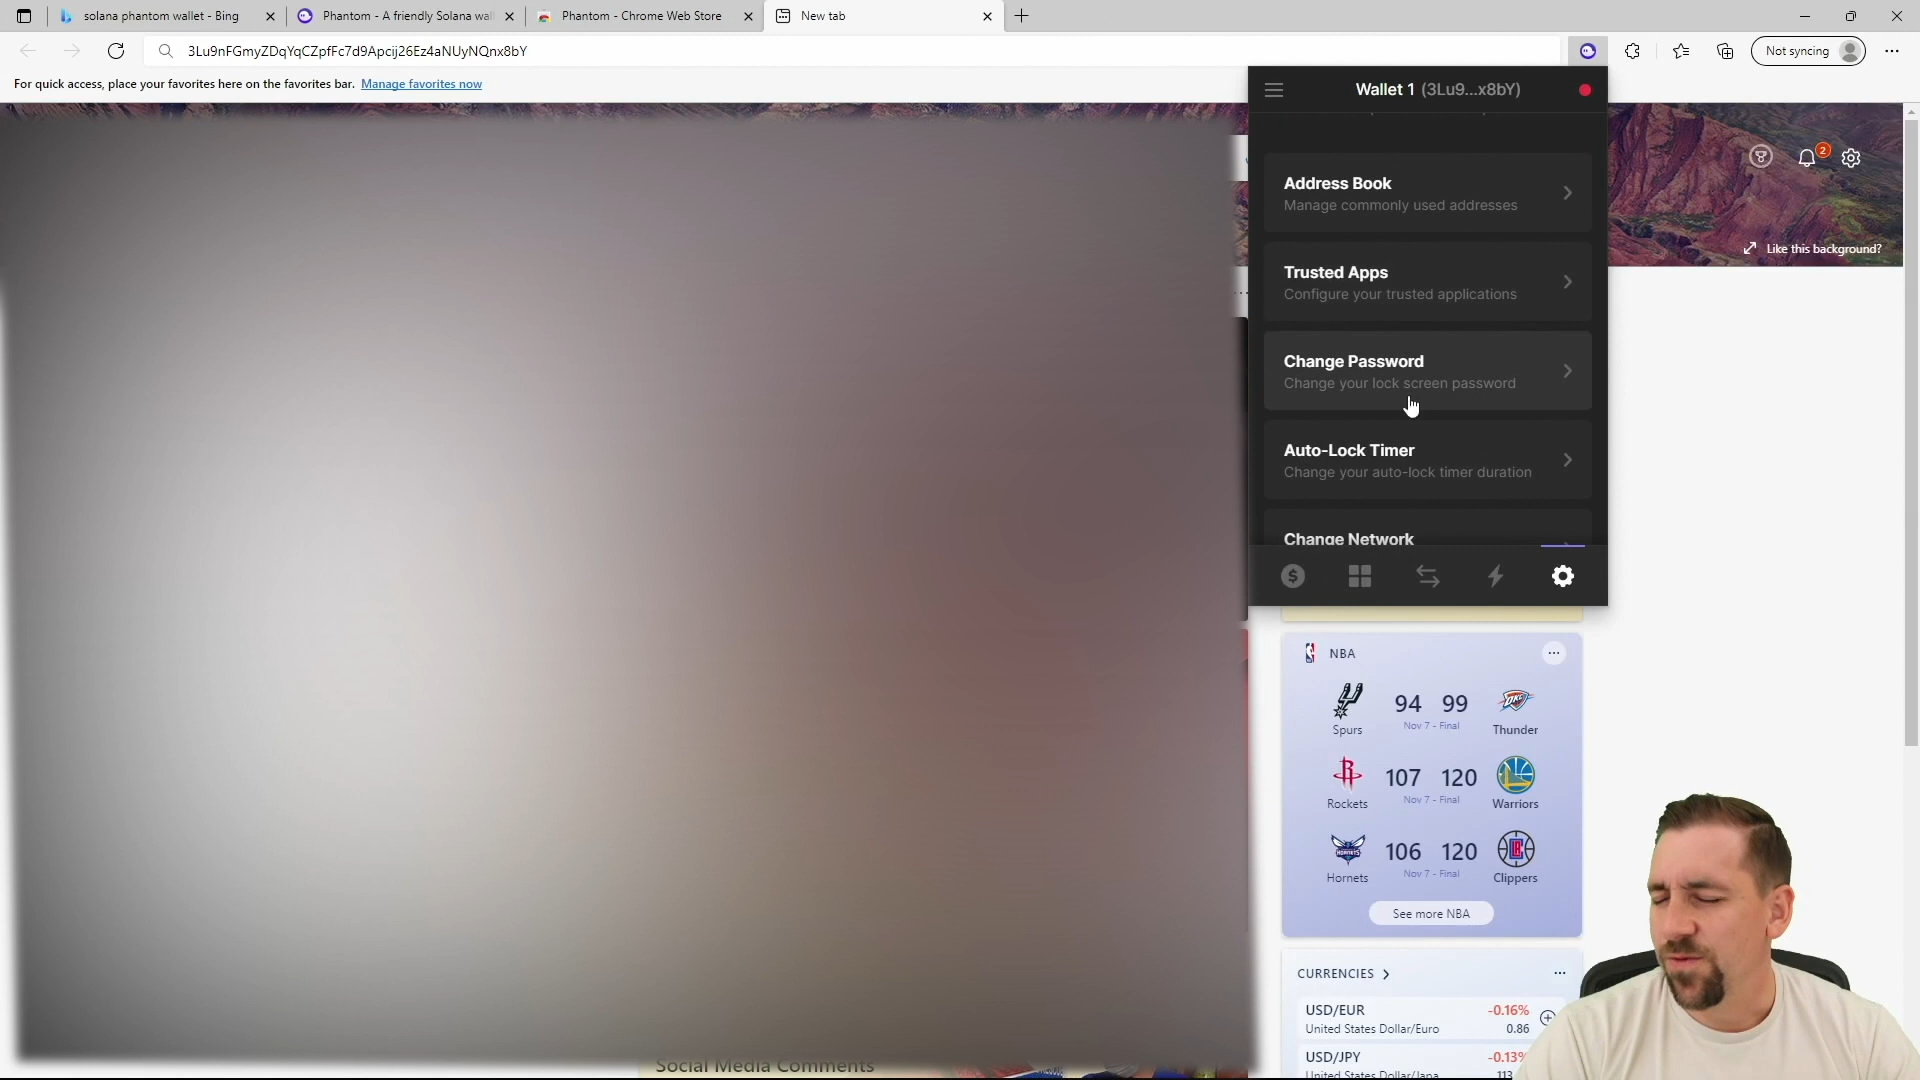 solana phantom wallet - Bing
Phantom - A friendly Solana wal
Phantom - Chrome Web Store
New tab
3Lu9nFGmyZDqYqCZpfFc7d9Apcij26Ez4aNUyNQnx8bY
Not syncing
For quick access, place your favorites here on the favorites bar. Manage favorites now
Wallet 1 (3Lu9...x8bY)
Address Book
Manage commonly used addresses
Trusted Apps
Configure your trusted applications
Change Password
Change your lock screen password
Auto-Lock Timer
Change your auto-lock timer duration
Change Network
2
Like this background?
NBA
94 99
Spurs Nov 7 - Final Thunder
107 120
Rockets Nov 7 - Final Warriors
106 120
Hornets Nov 7 - Final Clippers
See more NBA
CURRENCIES
USD/EUR -0.16%
United States Dollar/Euro 0.86
USD/JPY -0.13%
United States Dollar/Japa 113
Social Media Comments